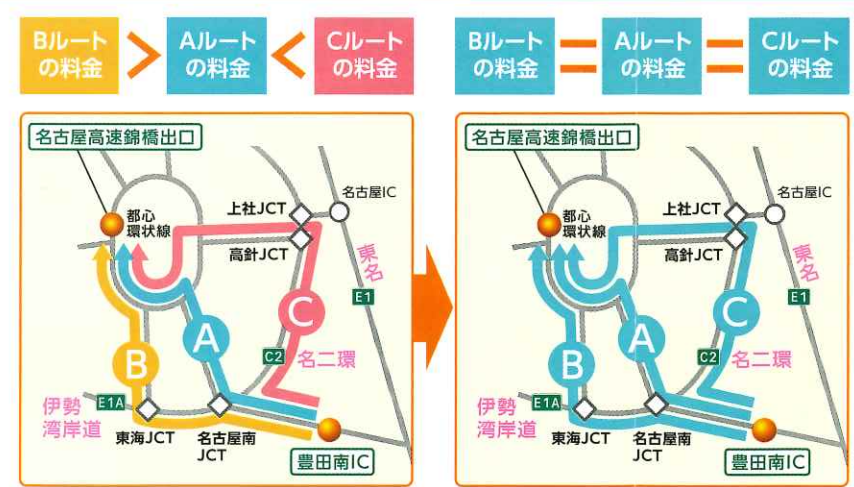 Bルート
の料金
>
Aルート
の料金
<
Cルート
の料金
Bルート
の料金
=
Aルート
の料金
=
Cルート
の料金
名古屋高速錦橋出口
都心
環状線
上社JCT
名古屋IC
高針JCT
東名
E1
C
A
B
C2
名二環
E1A
伊勢
湾岸道
東海JCT
名古屋南
JCT
豊田南IC
名古屋高速錦橋出口
都心
環状線
上社JCT
名古屋IC
高針JCT
東名
E1
C
A
B
C2
名二環
E1A
伊勢
湾岸道
東海JCT
名古屋南
JCT
豊田南IC